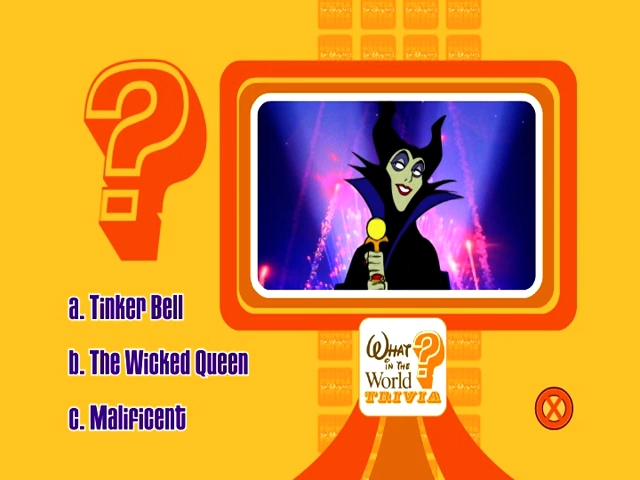 ?
a. Tinker Bell
b. The Wicked Queen
c. Malificent
What
in the
World
?
TRIVIA
X